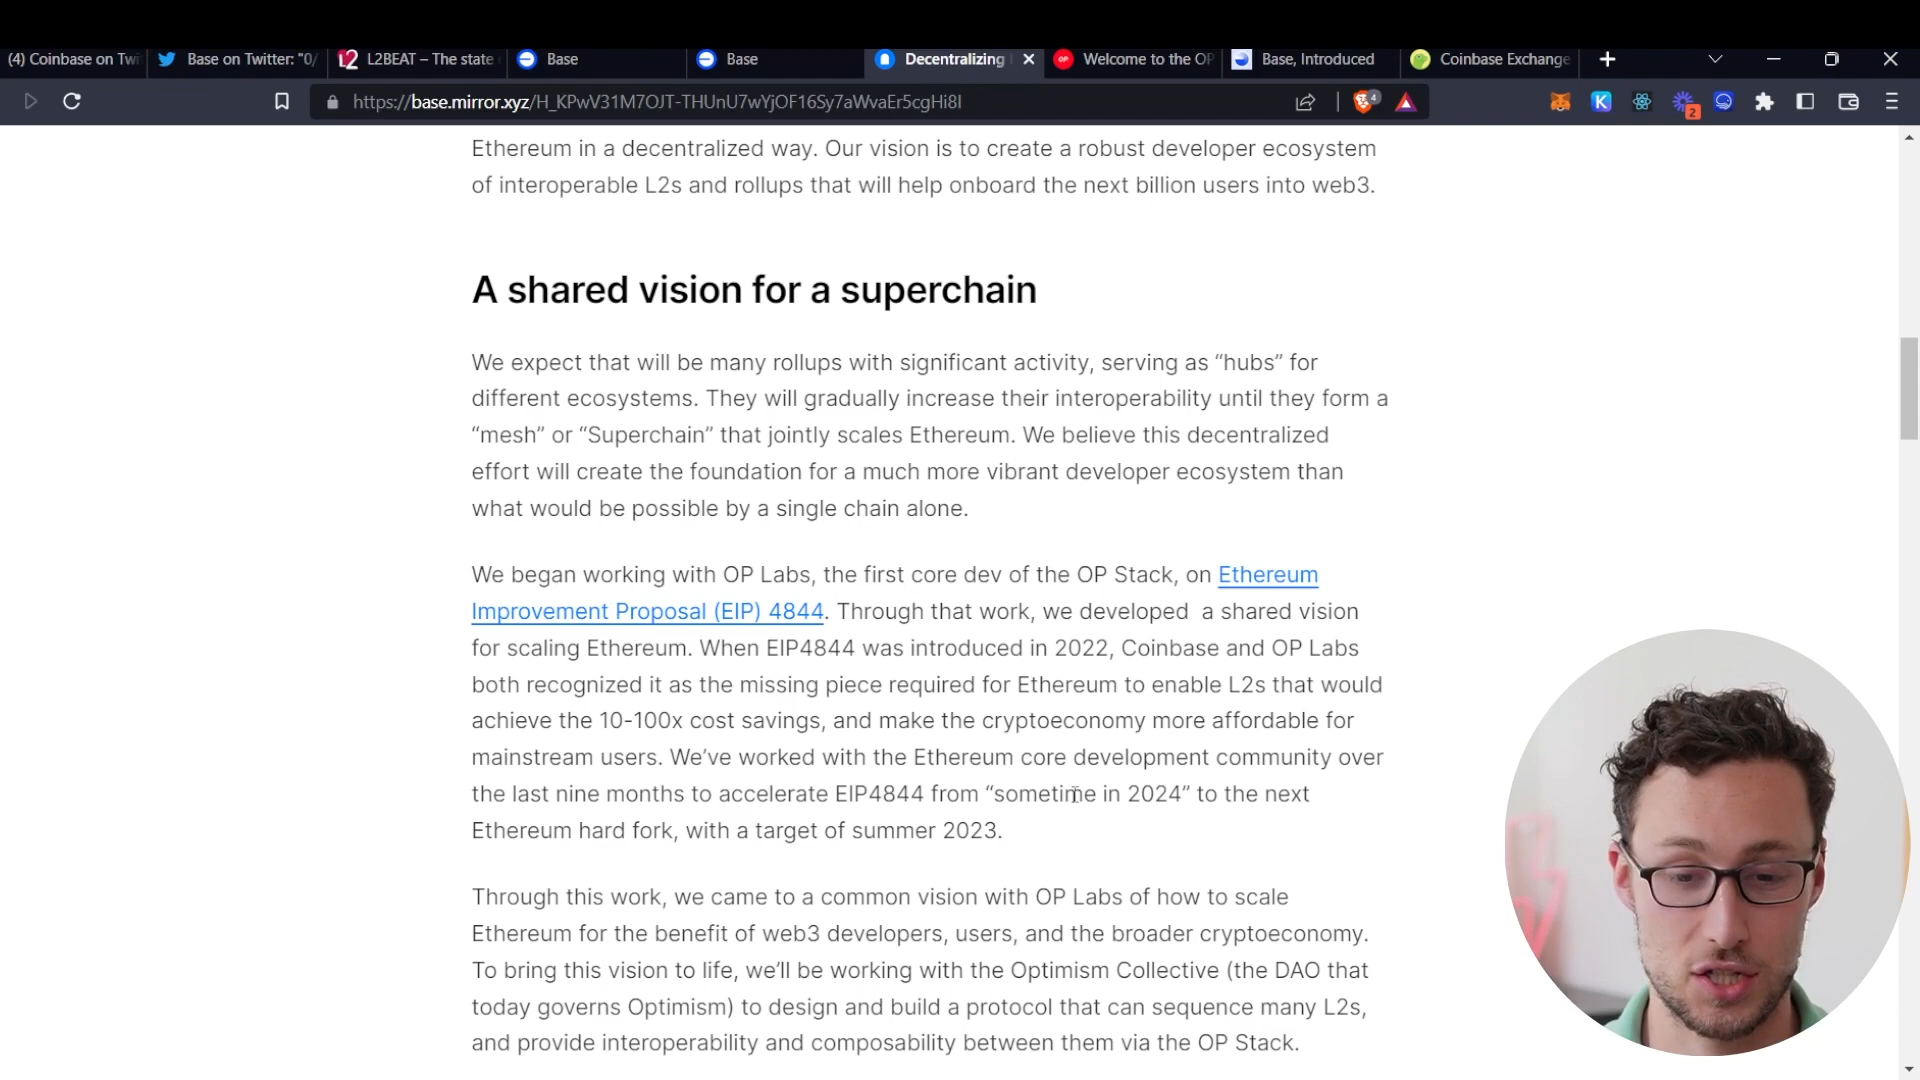 (4) Coinbase on Twi
Base on Twitter: "0/
L2 L2BEAT – The state
Base
Base
Decentralizing
OP Welcome to the OP
Base, Introduced
Coinbase Exchange
https://base.mirror.xyz/H_KPwV31M7OJT-THUnU7wYjOF16Sy7aWvaEr5cgHi8I
4
K
2
Ethereum in a decentralized way. Our vision is to create a robust developer ecosystem
of interoperable L2s and rollups that will help onboard the next billion users into web3.
A shared vision for a superchain
We expect that will be many rollups with significant activity, serving as “hubs” for
different ecosystems. They will gradually increase their interoperability until they form a
“mesh” or “Superchain” that jointly scales Ethereum. We believe this decentralized
effort will create the foundation for a much more vibrant developer ecosystem than
what would be possible by a single chain alone.
We began working with OP Labs, the first core dev of the OP Stack, on Ethereum
Improvement Proposal (EIP) 4844. Through that work, we developed  a shared vision
for scaling Ethereum. When EIP4844 was introduced in 2022, Coinbase and OP Labs
both recognized it as the missing piece required for Ethereum to enable L2s that would
achieve the 10-100x cost savings, and make the cryptoeconomy more affordable for
mainstream users. We’ve worked with the Ethereum core development community over
the last nine months to accelerate EIP4844 from “sometime in 2024” to the next
Ethereum hard fork, with a target of summer 2023.
Through this work, we came to a common vision with OP Labs of how to scale
Ethereum for the benefit of web3 developers, users, and the broader cryptoeconomy.
To bring this vision to life, we’ll be working with the Optimism Collective (the DAO that
today governs Optimism) to design and build a protocol that can sequence many L2s,
and provide interoperability and composability between them via the OP Stack.